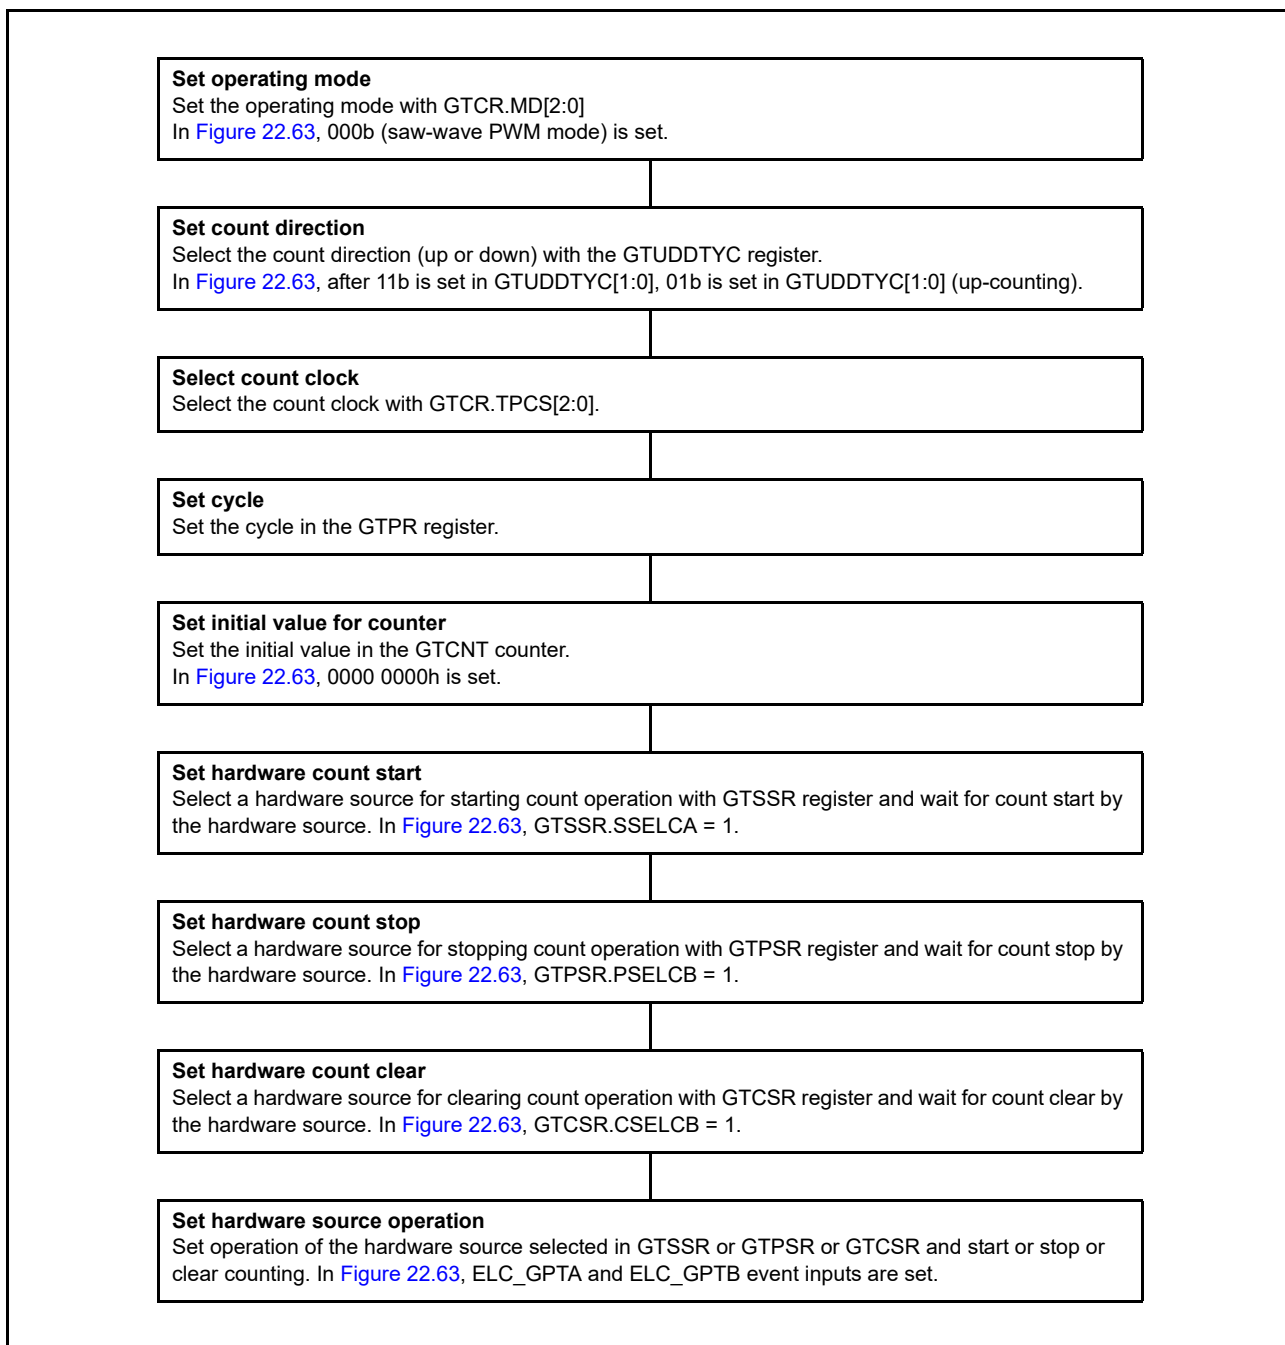 Set operating mode
Set the operating mode with GTCR.MD[2:0]
In Figure 22.63, 000b (saw-wave PWM mode) is set.
Set count direction
Select the count direction (up or down) with the GTUDDTYC register.
In Figure 22.63, after 11b is set in GTUDDTYC[1:0], 01b is set in GTUDDTYC[1:0] (up-counting).
Select count clock
Select the count clock with GTCR.TPCS[2:0].
Set cycle
Set the cycle in the GTPR register.
Set initial value for counter
Set the initial value in the GTCNT counter.
In Figure 22.63, 0000 0000h is set.
Set hardware count start
Select a hardware source for starting count operation with GTSSR register and wait for count start by
the hardware source. In Figure 22.63, GTSSR.SSELCA = 1.
Set hardware count stop
Select a hardware source for stopping count operation with GTPSR register and wait for count stop by
the hardware source. In Figure 22.63, GTPSR.PSELCB = 1.
Set hardware count clear
Select a hardware source for clearing count operation with GTCSR register and wait for count clear by
the hardware source. In Figure 22.63, GTCSR.CSELCB = 1.
Set hardware source operation
Set operation of the hardware source selected in GTSSR or GTPSR or GTCSR and start or stop or
clear counting. In Figure 22.63, ELC_GPTA and ELC_GPTB event inputs are set.